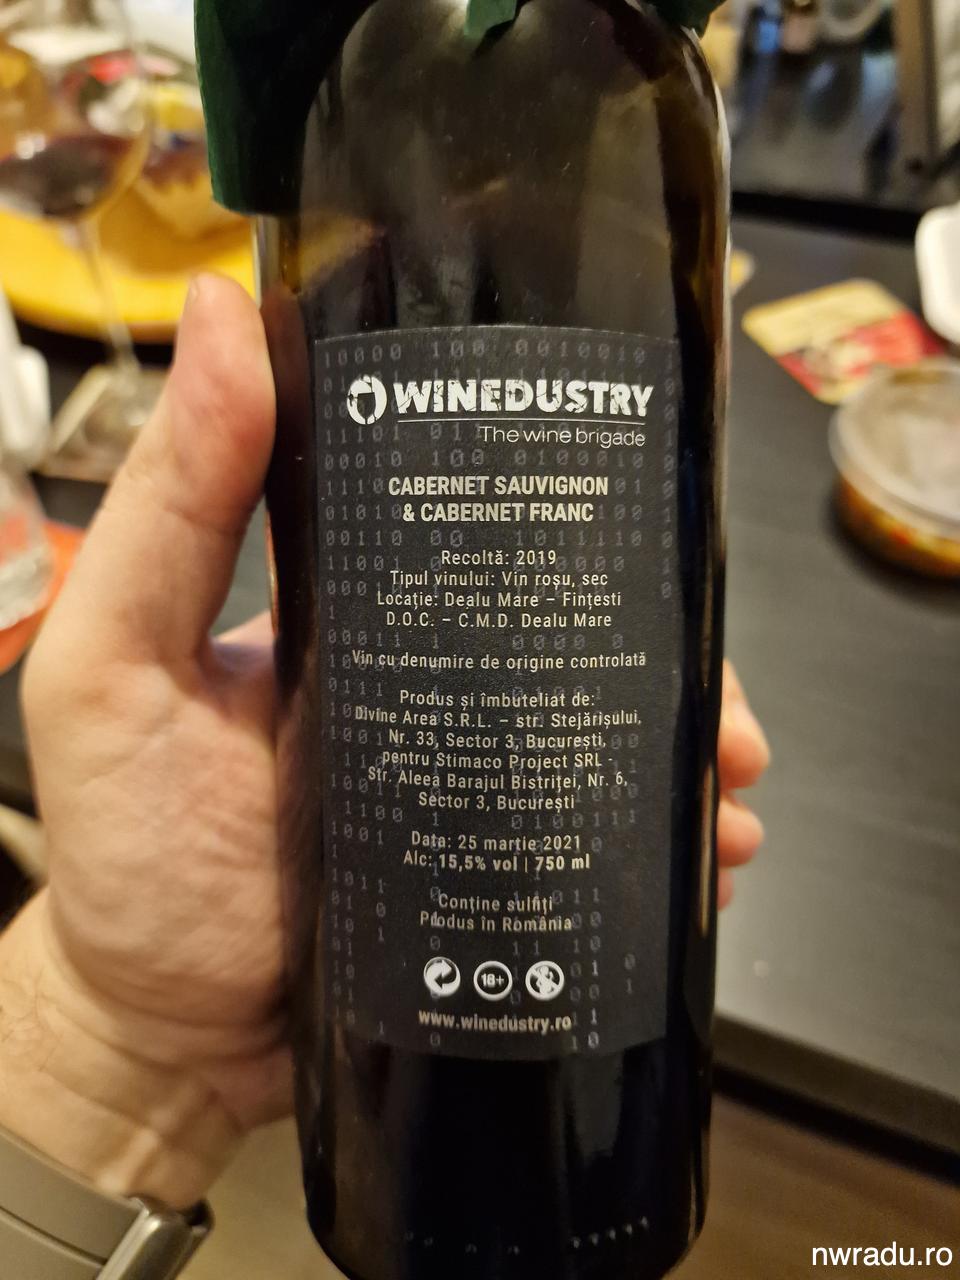 WINEDUSTRY
The wine brigade
CABERNET SAUVIGNON
& CABERNET FRANC
Recoltă: 2019
Tipul vinului: Vin roșu, sec
Locație: Dealu Mare – Fințești
D.O.C. – C.M.D. Dealu Mare
Vin cu denumire de origine controlată
Produs și îmbuteliat de:
Divine Area S.R.L. – str. Stejărișului,
Nr. 33, Sector 3, București,
pentru Stimaco Project SRL -
Str. Aleea Barajul Bistriței, Nr. 6,
Sector 3, București
Data: 25 martie 2021
Alc: 15,5% vol | 750 ml
Conține sulfiți
Produs în România
18+
www.winedustry.ro
nwradu.ro